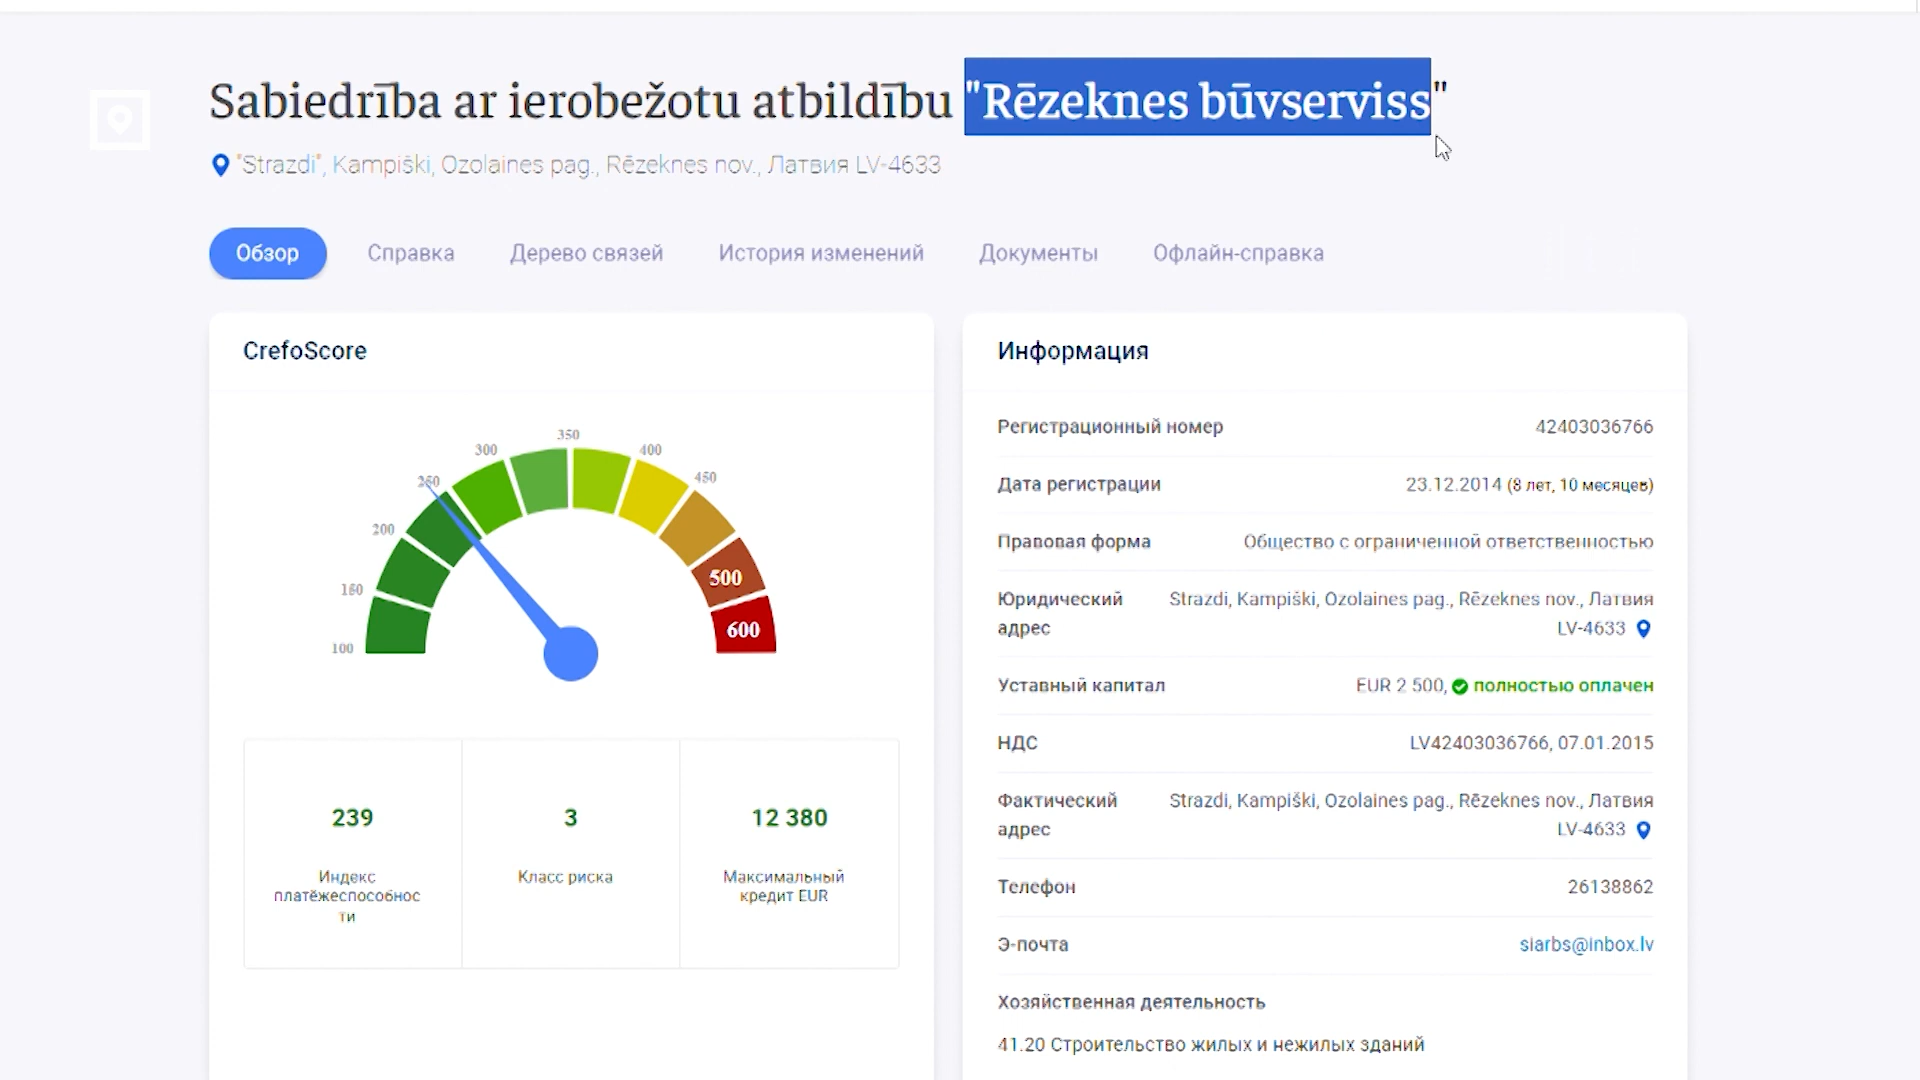 Sabiedrība ar ierobežotu atbildību "Rēzeknes būvserviss"
"Strazdi", Kampišķi, Ozolaines pag., Rēzeknes nov., Латвия LV-4633
Обзор Справка Дерево связей История изменений Документы Офлайн-справка
CrefoScore
350
300 400
250 450
200
500
150
600
100
239 3 12 380
Индекс
платёжеспособнос
ти
Класс риска
Максимальный
кредит EUR
Информация
Регистрационный номер 42403036766
Дата регистрации 23.12.2014 (8 лет, 10 месяцев)
Правовая форма Общество с ограниченной ответственностью
Юридический
адрес
Strazdi, Kampišķi, Ozolaines pag., Rēzeknes nov., Латвия
LV-4633
Уставный капитал EUR 2 500, полностью оплачен
НДС LV42403036766, 07.01.2015
Фактический
адрес
Strazdi, Kampišķi, Ozolaines pag., Rēzeknes nov., Латвия
LV-4633
Телефон 26138862
Э-почта siarbs@inbox.lv
Хозяйственная деятельность
41.20 Строительство жилых и нежилых зданий